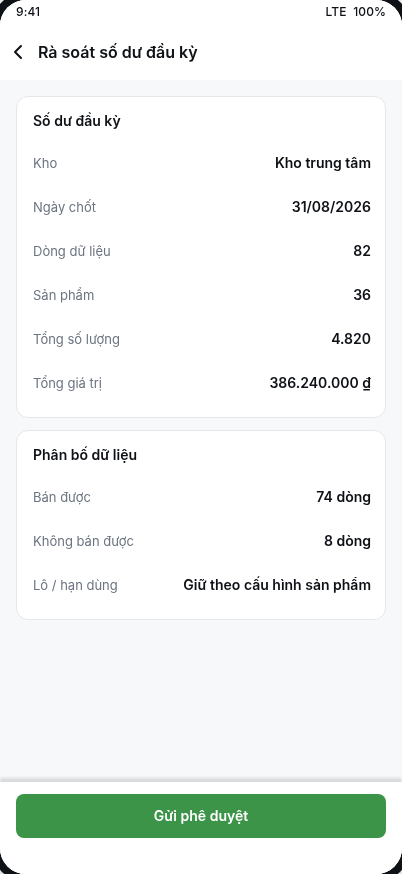 9:41
LTE 100%
Rà soát số dư đầu kỳ
Số dư đầu kỳ
Kho Kho trung tâm
Ngày chốt 31/08/2026
Dòng dữ liệu 82
Sản phẩm 36
Tổng số lượng 4.820
Tổng giá trị 386.240.000 ₫
Phân bố dữ liệu
Bán được 74 dòng
Không bán được 8 dòng
Lô / hạn dùng Giữ theo cấu hình sản phẩm
Gửi phê duyệt